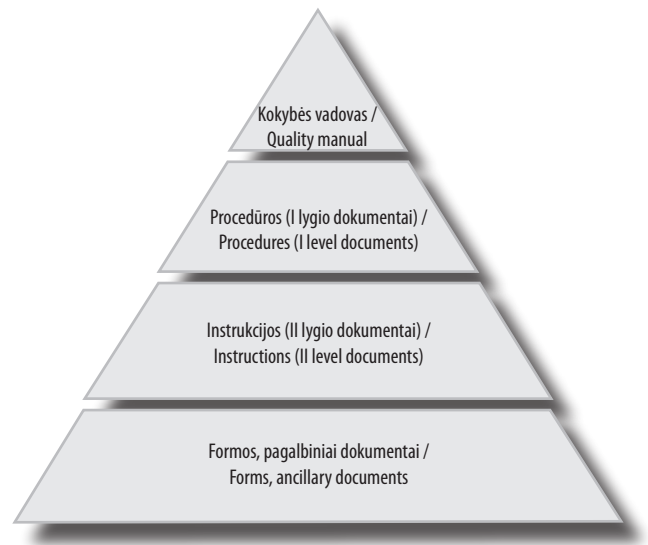 Kokybės vadovas /
Quality manual
Procedūros (I lygio dokumentai) /
Procedures (I level documents)
Instrukcijos (II lygio dokumentai) /
Instructions (II level documents)
Formos, pagalbiniai dokumentai /
Forms, ancillary documents